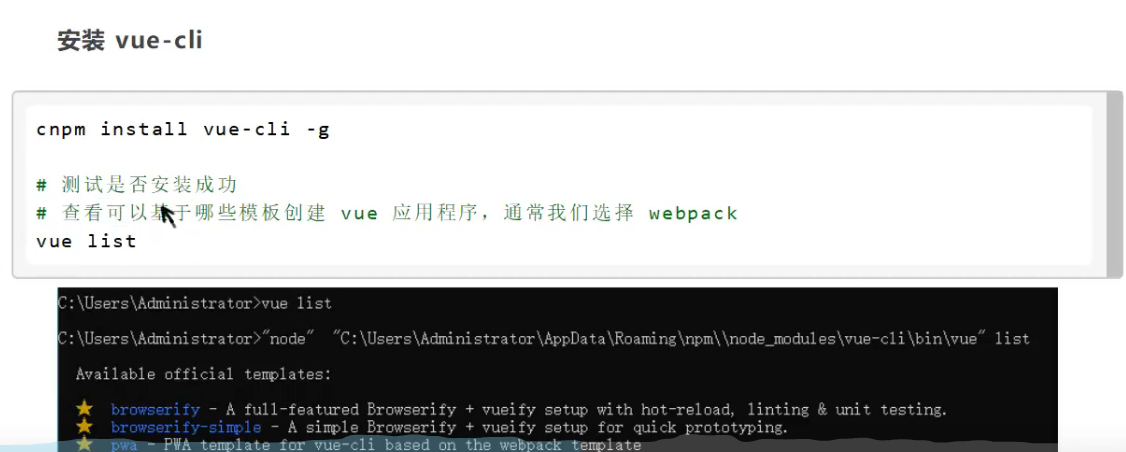 安装 vue-cli
cnpm install vue-cli -g
# 测试是否安装成功
# 查看可以基于哪些模板创建 vue 应用程序，通常我们选择 webpack
vue list
C:\Users\Administrator>vue list
C:\Users\Administrator>"node"  "C:\Users\Administrator\AppData\Roaming\npm\\node_modules\vue-cli\bin\vue" list
Available official templates:
★ browserify - A full-featured Browserify + vueify setup with hot-reload, linting & unit testing.
★ browserify-simple - A simple Browserify + vueify setup for quick prototyping.
★ pwa - PWA template for vue-cli based on the webpack template